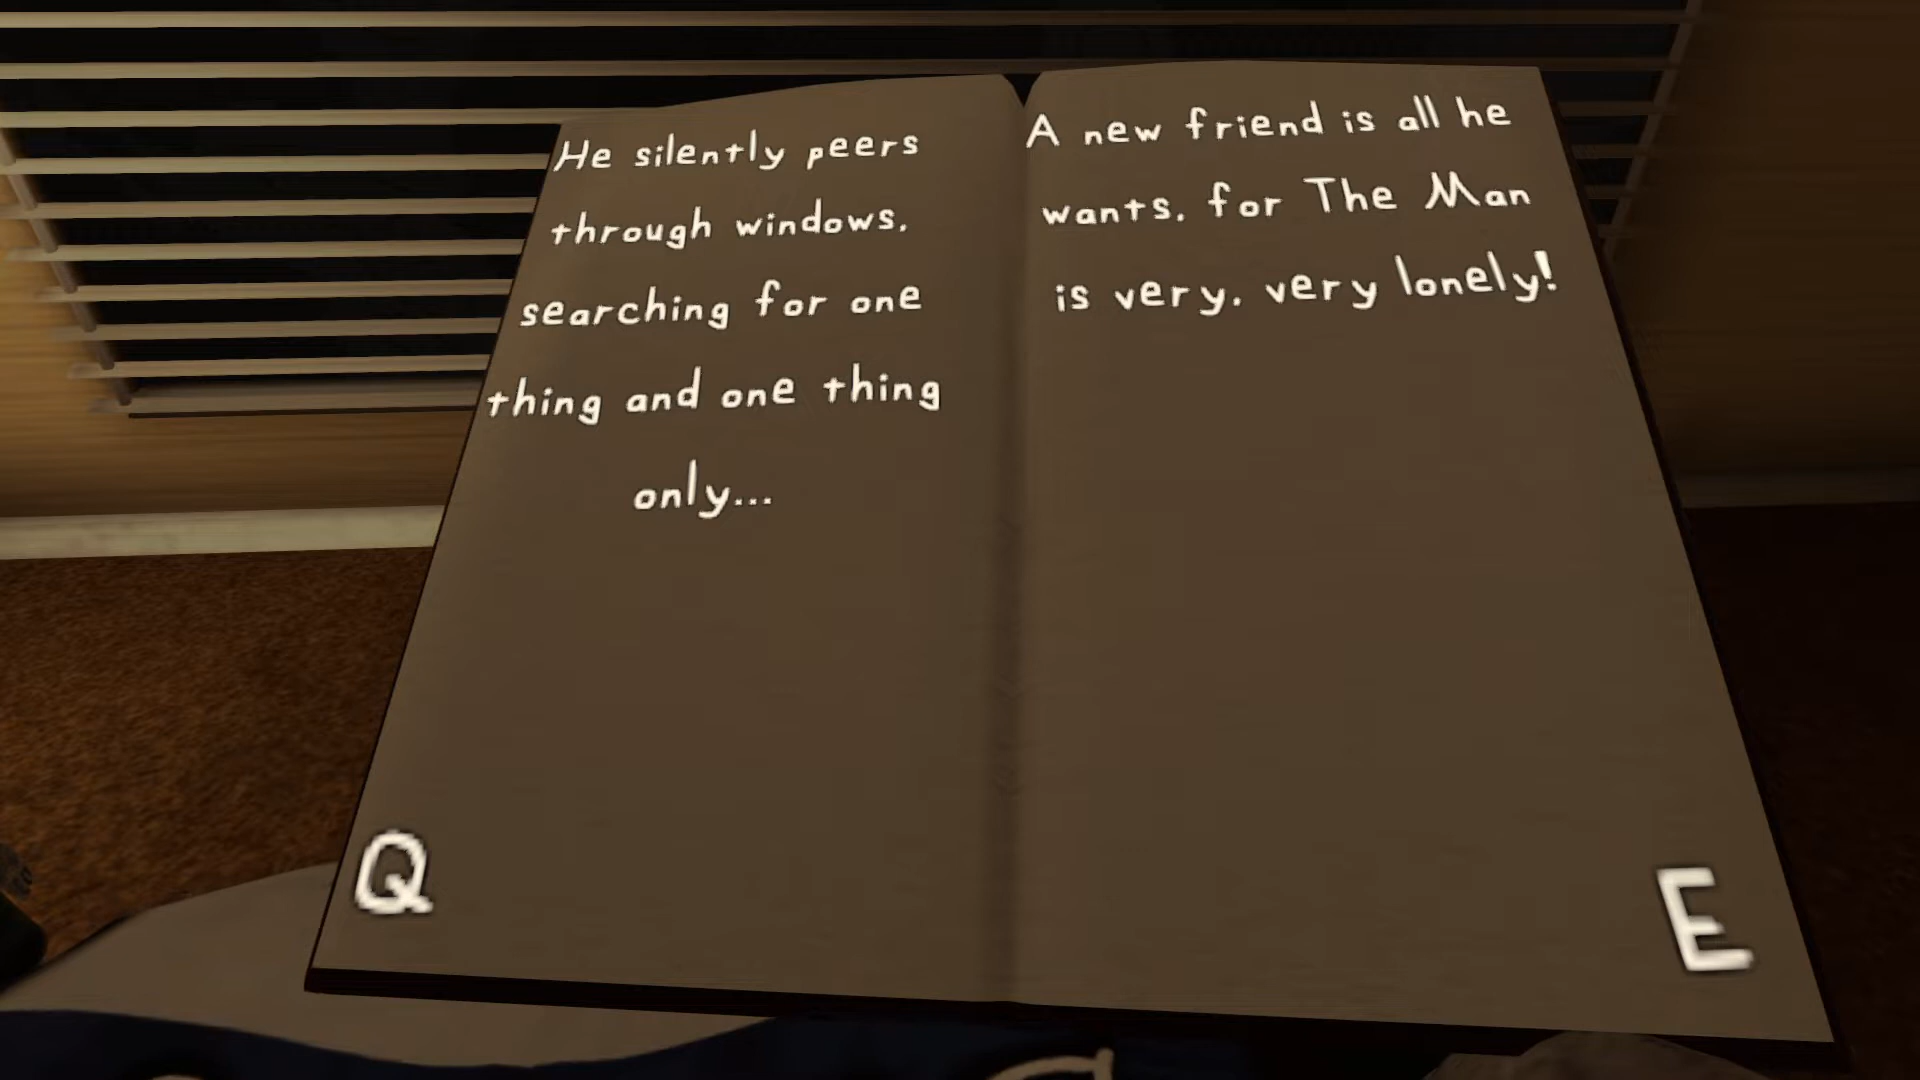 He silently peers
through windows,
searching for one
thing and one thing
only...
A new friend is all he
wants, for The Man
is very, very lonely!
Q
E